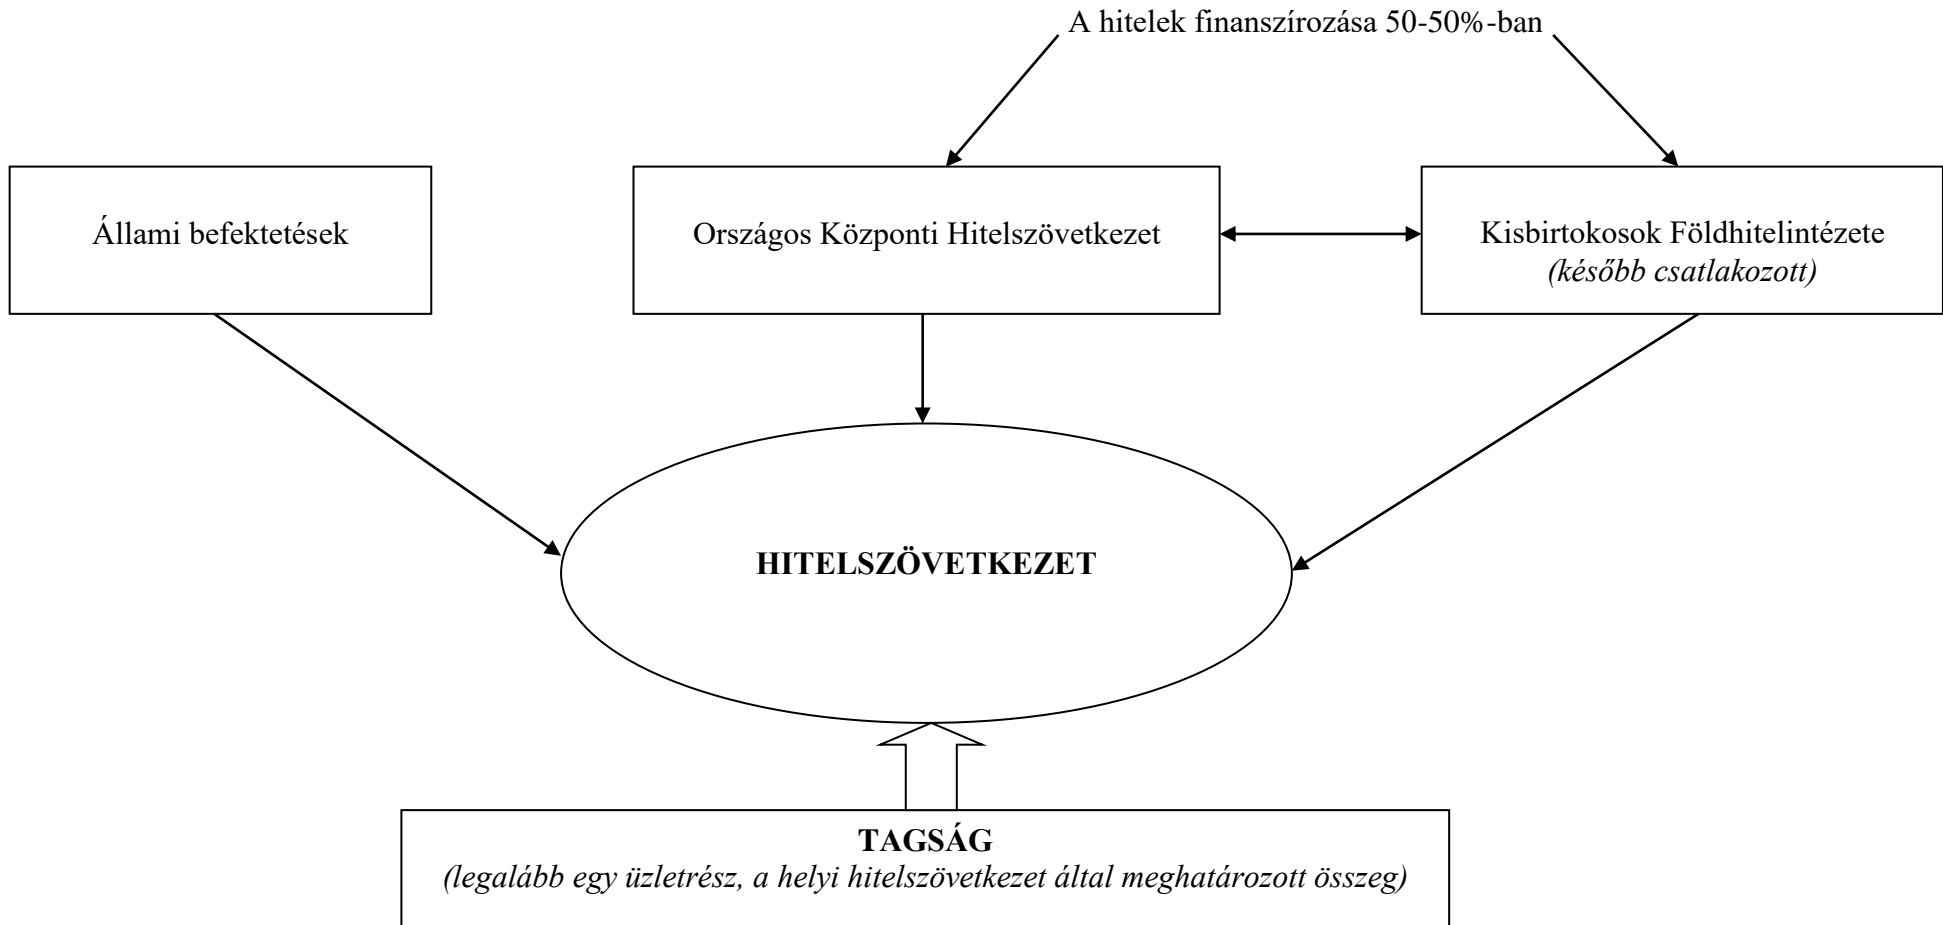 A hitelek finanszírozása 50-50%-ban
Állami befektetések
Országos Központi Hitelszövetkezet
Kisbirtokosok Földhitelintézete
(később csatlakozott)
HITELSZÖVETKEZET
TAGSÁG
(legalább egy üzletrész, a helyi hitelszövetkezet által meghatározott összeg)